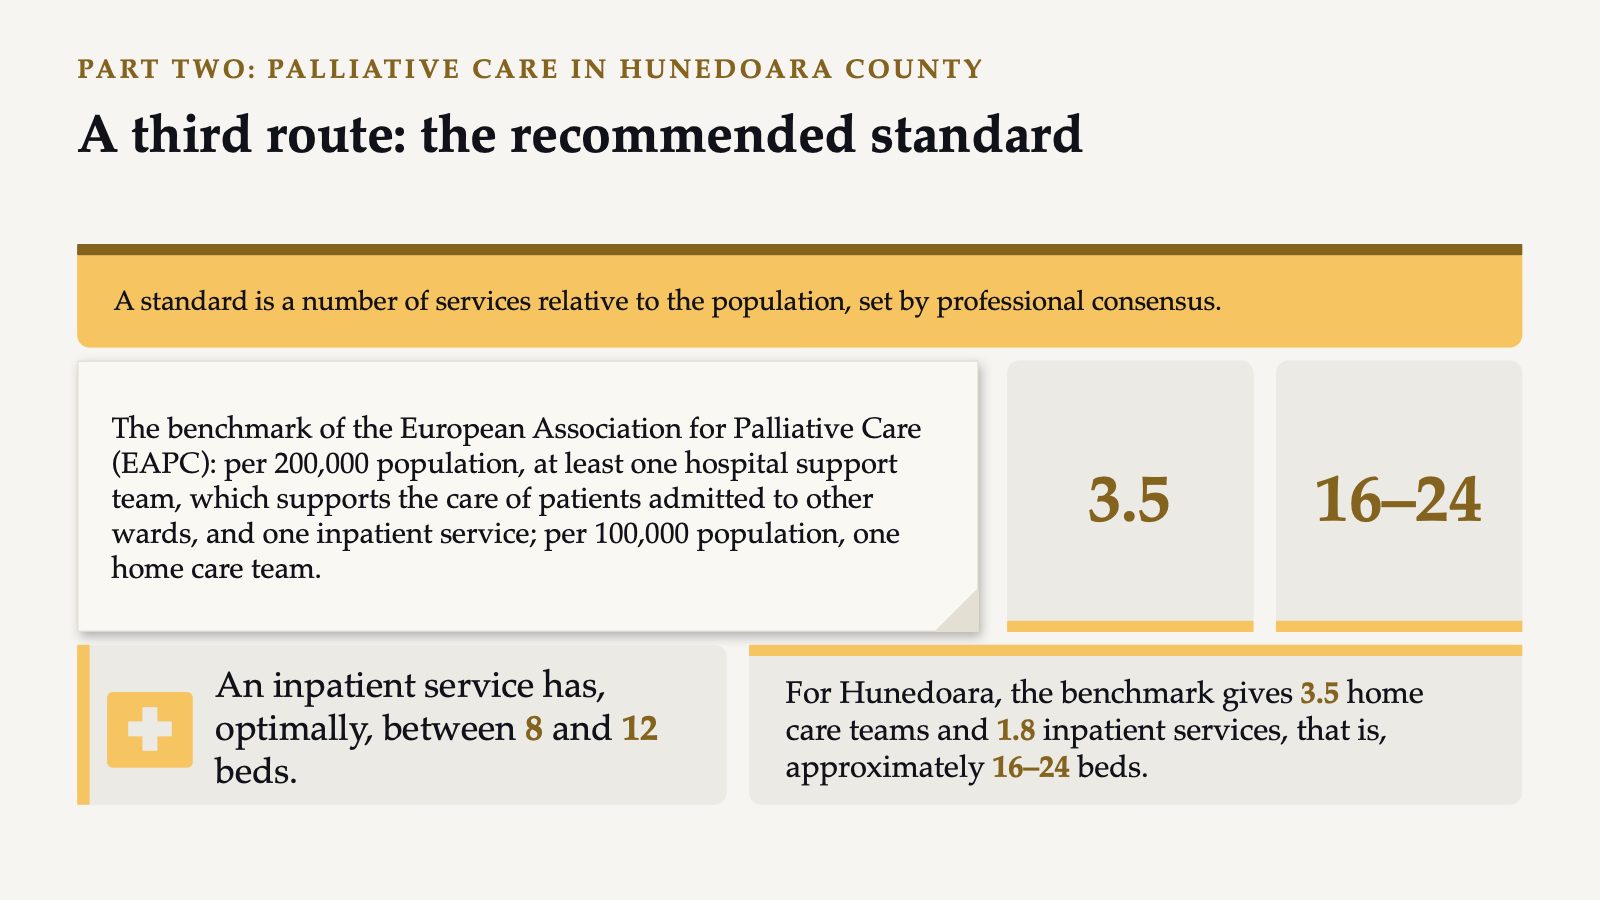 PART TWO: PALLIATIVE CARE IN HUNEDOARA COUNTY
A third route: the recommended standard
A standard is a number of services relative to the population, set by professional consensus.
The benchmark of the European Association for Palliative Care
(EAPC): per 200,000 population, at least one hospital support
team, which supports the care of patients admitted to other
wards, and one inpatient service; per 100,000 population, one
home care team.
3.5
16–24
An inpatient service has,
optimally, between 8 and 12
beds.
For Hunedoara, the benchmark gives 3.5 home
care teams and 1.8 inpatient services, that is,
approximately 16–24 beds.